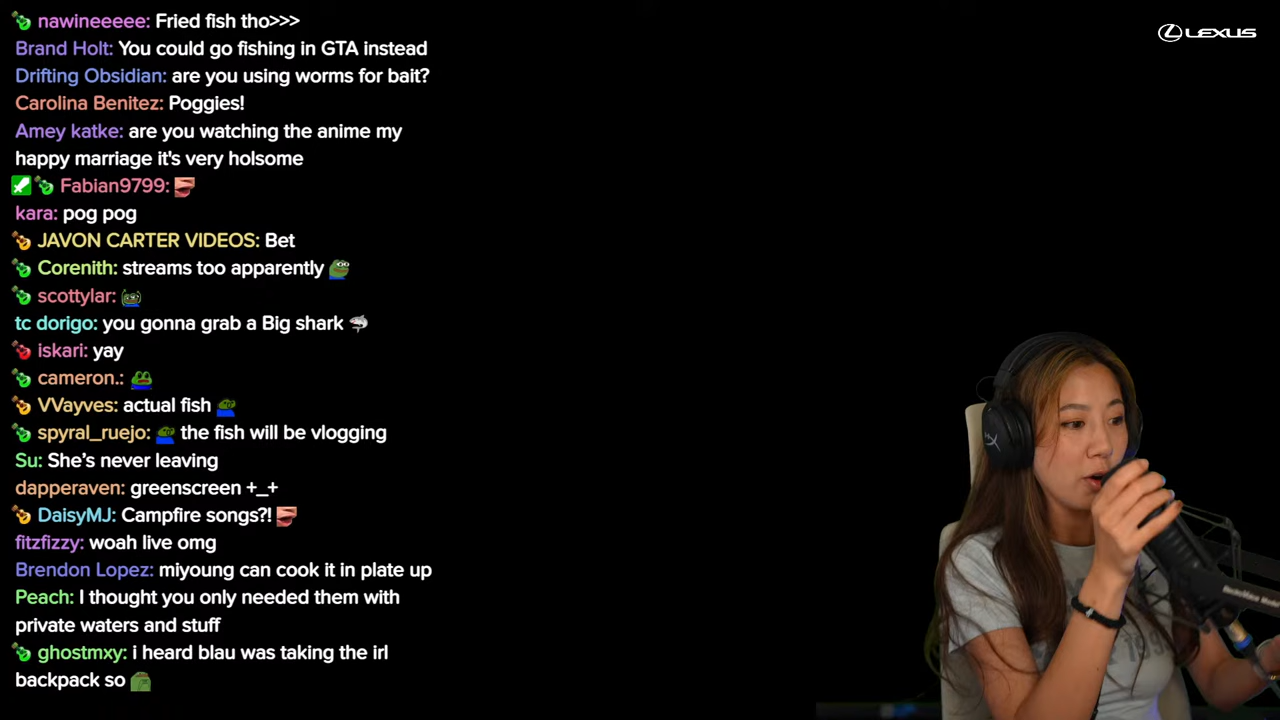 nawineeeee: Fried fish tho>>>
LEXUS
Brand Holt: You could go fishing in GTA instead
Drifting Obsidian: are you using worms for bait?
Carolina Benitez: Poggies!
Amey katke: are you watching the anime my
happy marriage it's very holsome
Fabian9799:
kara: pog pog
JAVON CARTER VIDEOS: Bet
Corenith: streams too apparently
scottylar:
tc dorigo: you gonna grab a Big shark
iskari: yay
cameron.:
VVayves: actual fish
spyral_ruejo: the fish will be vlogging
Su: She’s never leaving
dapperaven: greenscreen +_+
DaisyMJ: Campfire songs?!
fitzfizzy: woah live omg
Brendon Lopez: miyoung can cook it in plate up
Peach: I thought you only needed them with
private waters and stuff
ghostmxy: i heard blau was taking the irl
backpack so